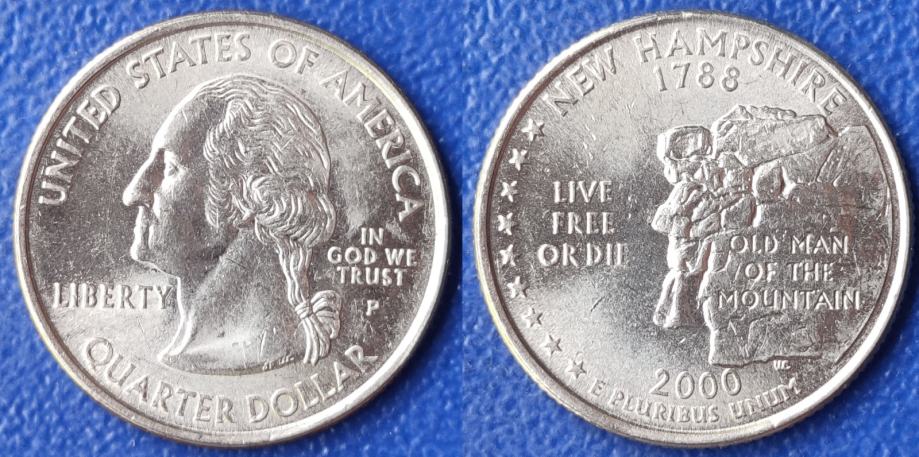 UNITED STATES OF AMERICA
LIBERTY
IN
GOD WE
TRUST
P
QUARTER DOLLAR
NEW HAMPSHIRE
1788
LIVE
FREE
OR DIE
OLD MAN
OF THE
MOUNTAIN
2000
E PLURIBUS UNUM